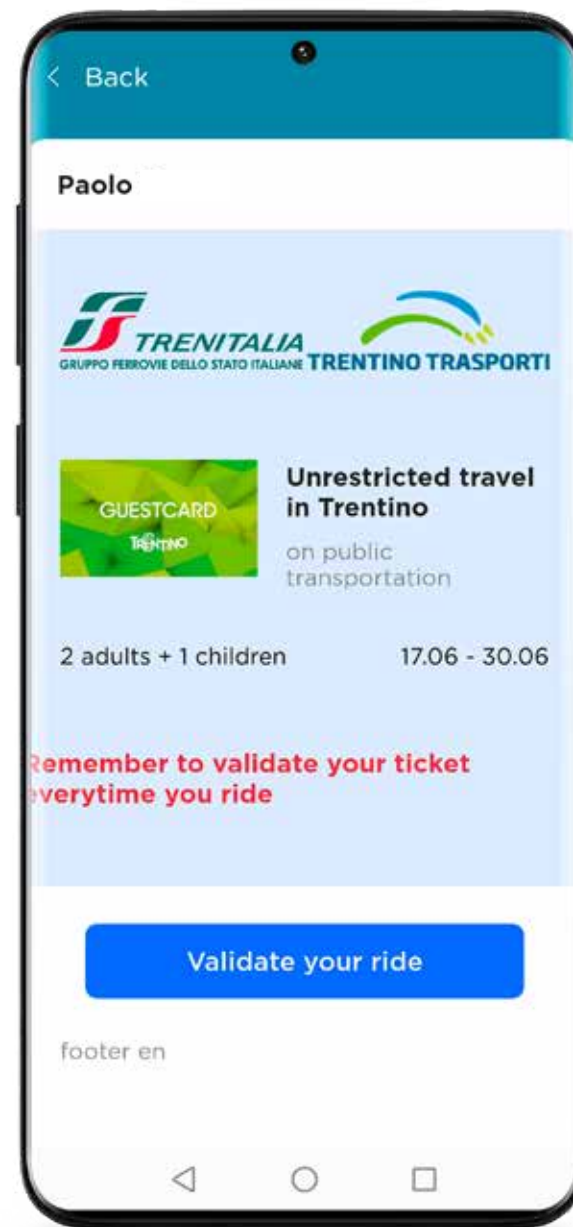 Back
Paolo
TRENITALIA
GRUPPO FERROVIE DELLO STATO ITALIANE
TRENTINO TRASPORTI
GUESTCARD
TRENTINO
Unrestricted travel
in Trentino
on public
transportation
2 adults + 1 children
17.06 - 30.06
Remember to validate your ticket
everytime you ride
Validate your ride
footer en